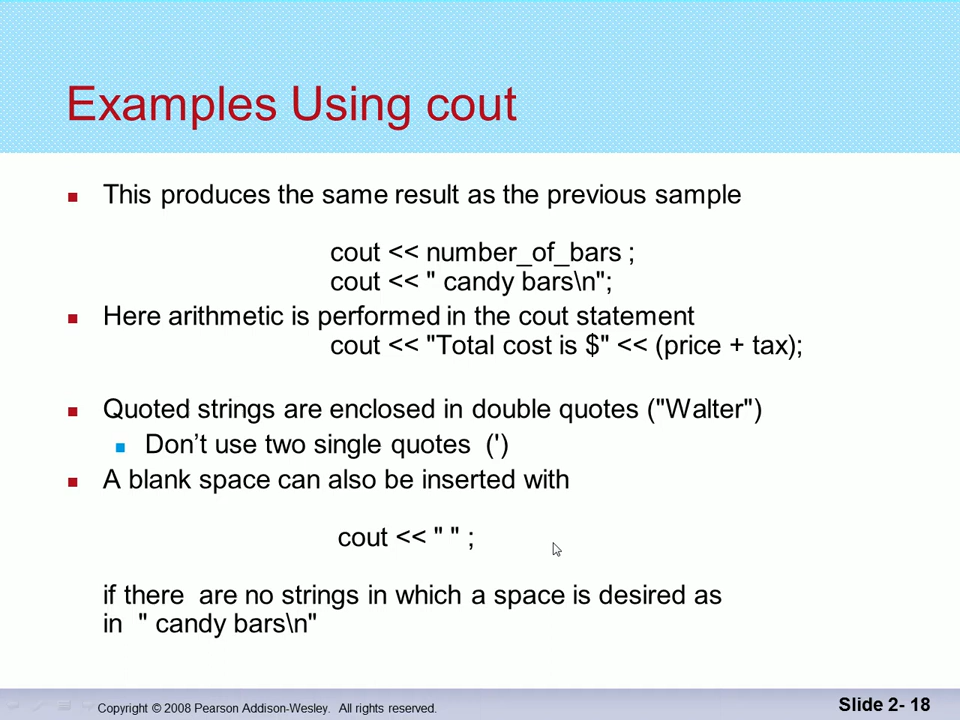 Examples Using cout
This produces the same result as the previous sample
cout << number_of_bars ;
cout << " candy bars\n";
Here arithmetic is performed in the cout statement
cout << "Total cost is $" << (price + tax);
Quoted strings are enclosed in double quotes ("Walter")
Don’t use two single quotes (')
A blank space can also be inserted with
cout << " " ;
if there are no strings in which a space is desired as
in " candy bars\n"
Copyright © 2008 Pearson Addison-Wesley. All rights reserved.
Slide 2- 18